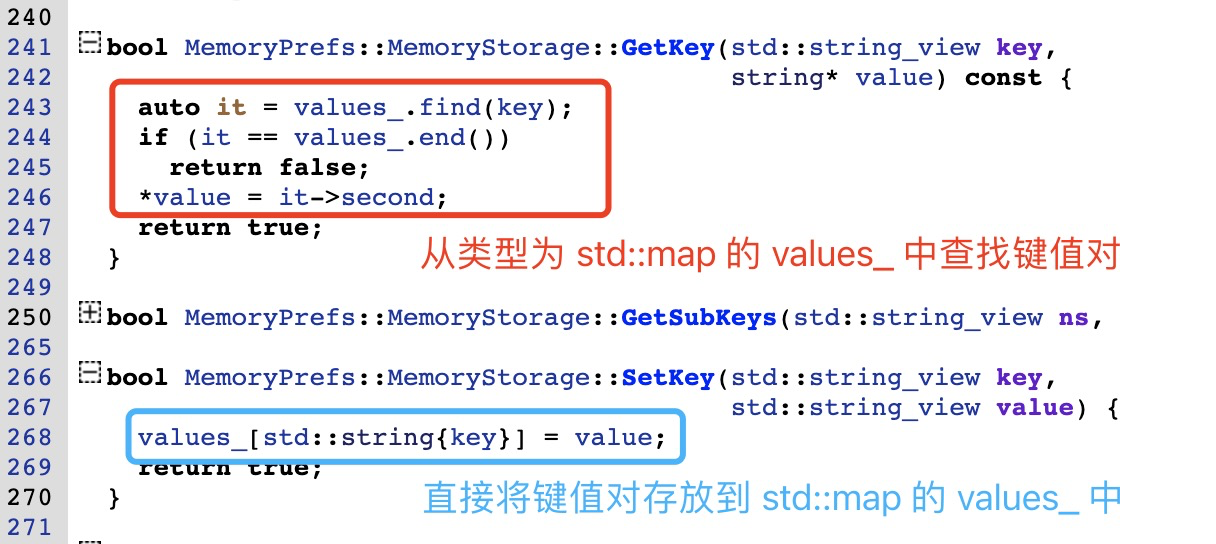 240
241 bool MemoryPrefs::MemoryStorage::GetKey(std::string_view key,
242 string* value) const {
243 auto it = values_.find(key);
244 if (it == values_.end())
245 return false;
246 *value = it->second;
247 return true;
从类型为 std::map 的 values_ 中查找键值对
248 }
249
250 bool MemoryPrefs::MemoryStorage::GetSubKeys(std::string_view ns,
265
266 bool MemoryPrefs::MemoryStorage::SetKey(std::string_view key,
267 std::string_view value) {
268 values_[std::string{key}] = value;
269 return true;
270 }
直接将键值对存放到 std::map 的 values_ 中
271